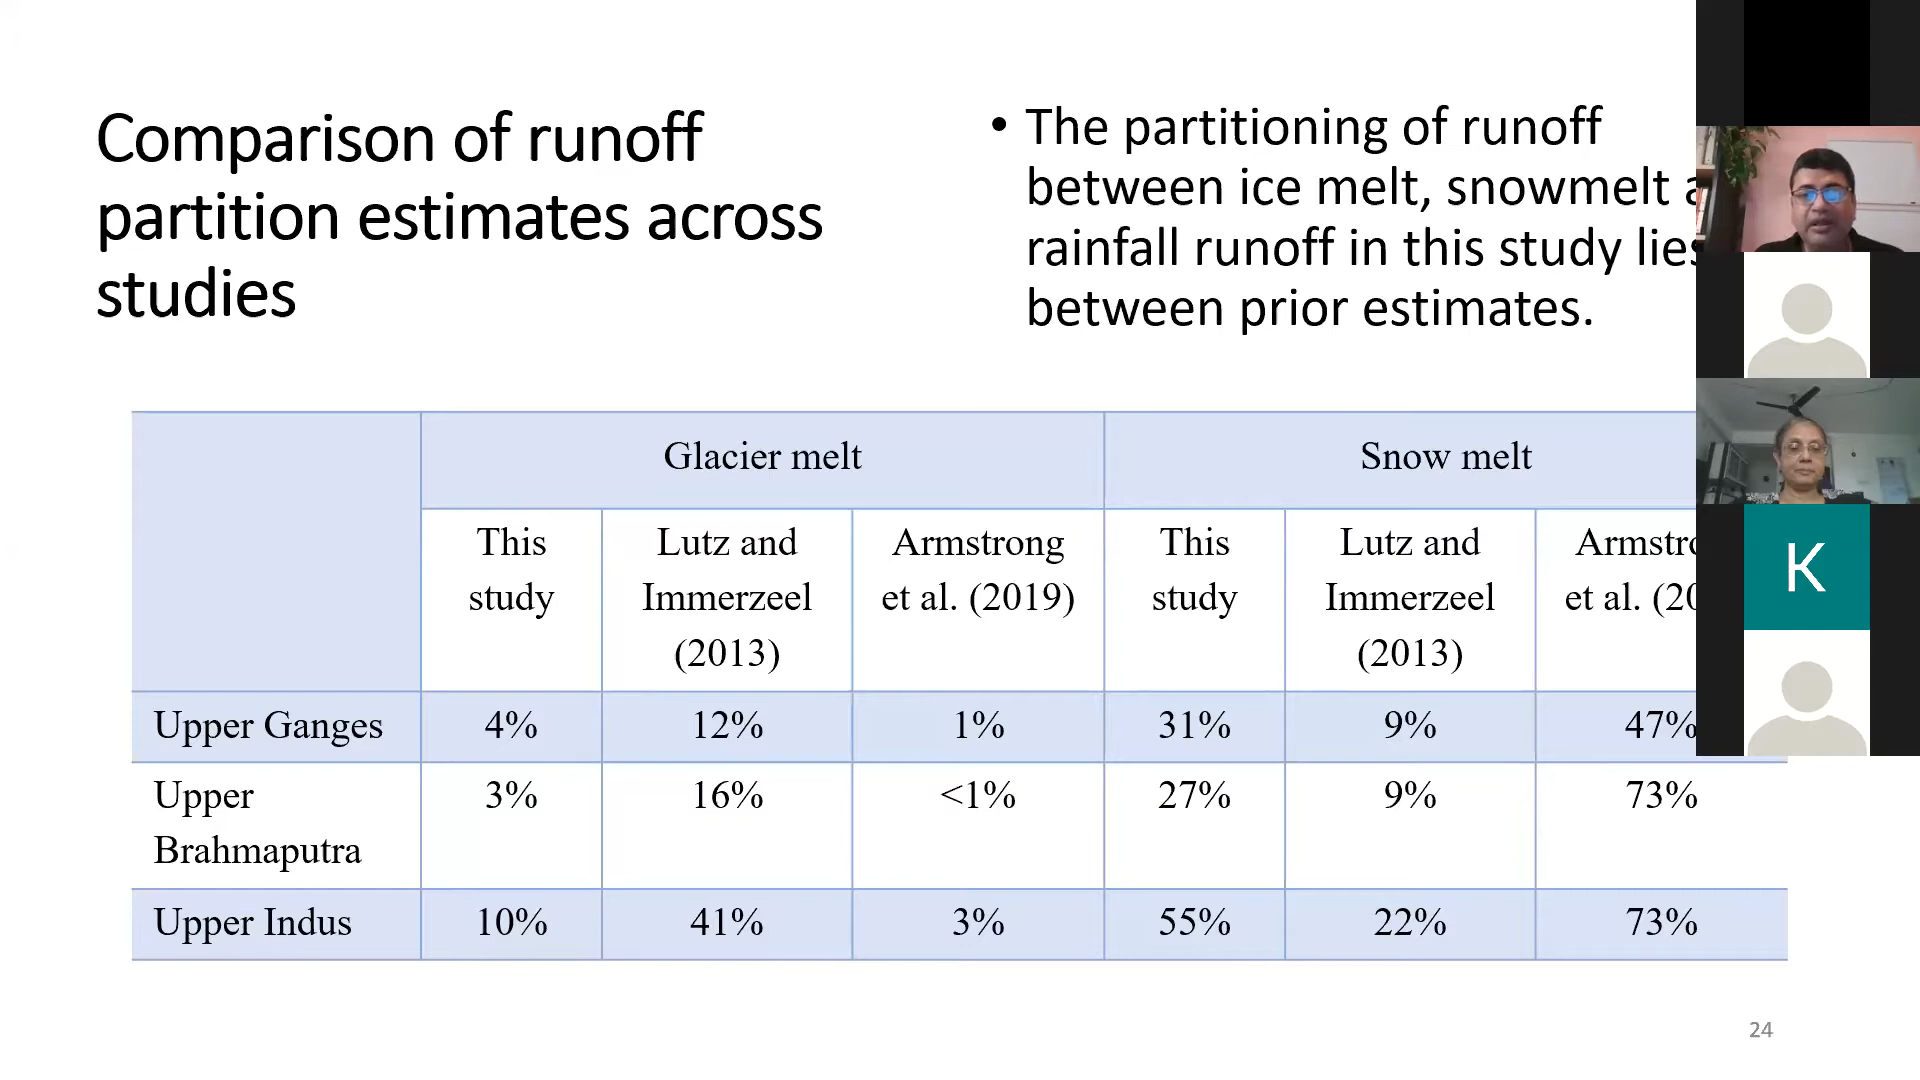 Comparison of runoff
partition estimates across
studies
• The partitioning of runoff
between ice melt, snowmelt
rainfall runoff in this study lies
between prior estimates.
Glacier melt
Snow melt
This
study
Lutz and
Immerzeel
(2013)
Armstrong
et al. (2019)
This
study
Lutz and
Immerzeel
(2013)
et al.
Upper Ganges 4% 12% 1% 31% 9% 47%
Upper
Brahmaputra
3% 16% <1% 27% 9% 73%
Upper Indus 10% 41% 3% 55% 22% 73%
K
24